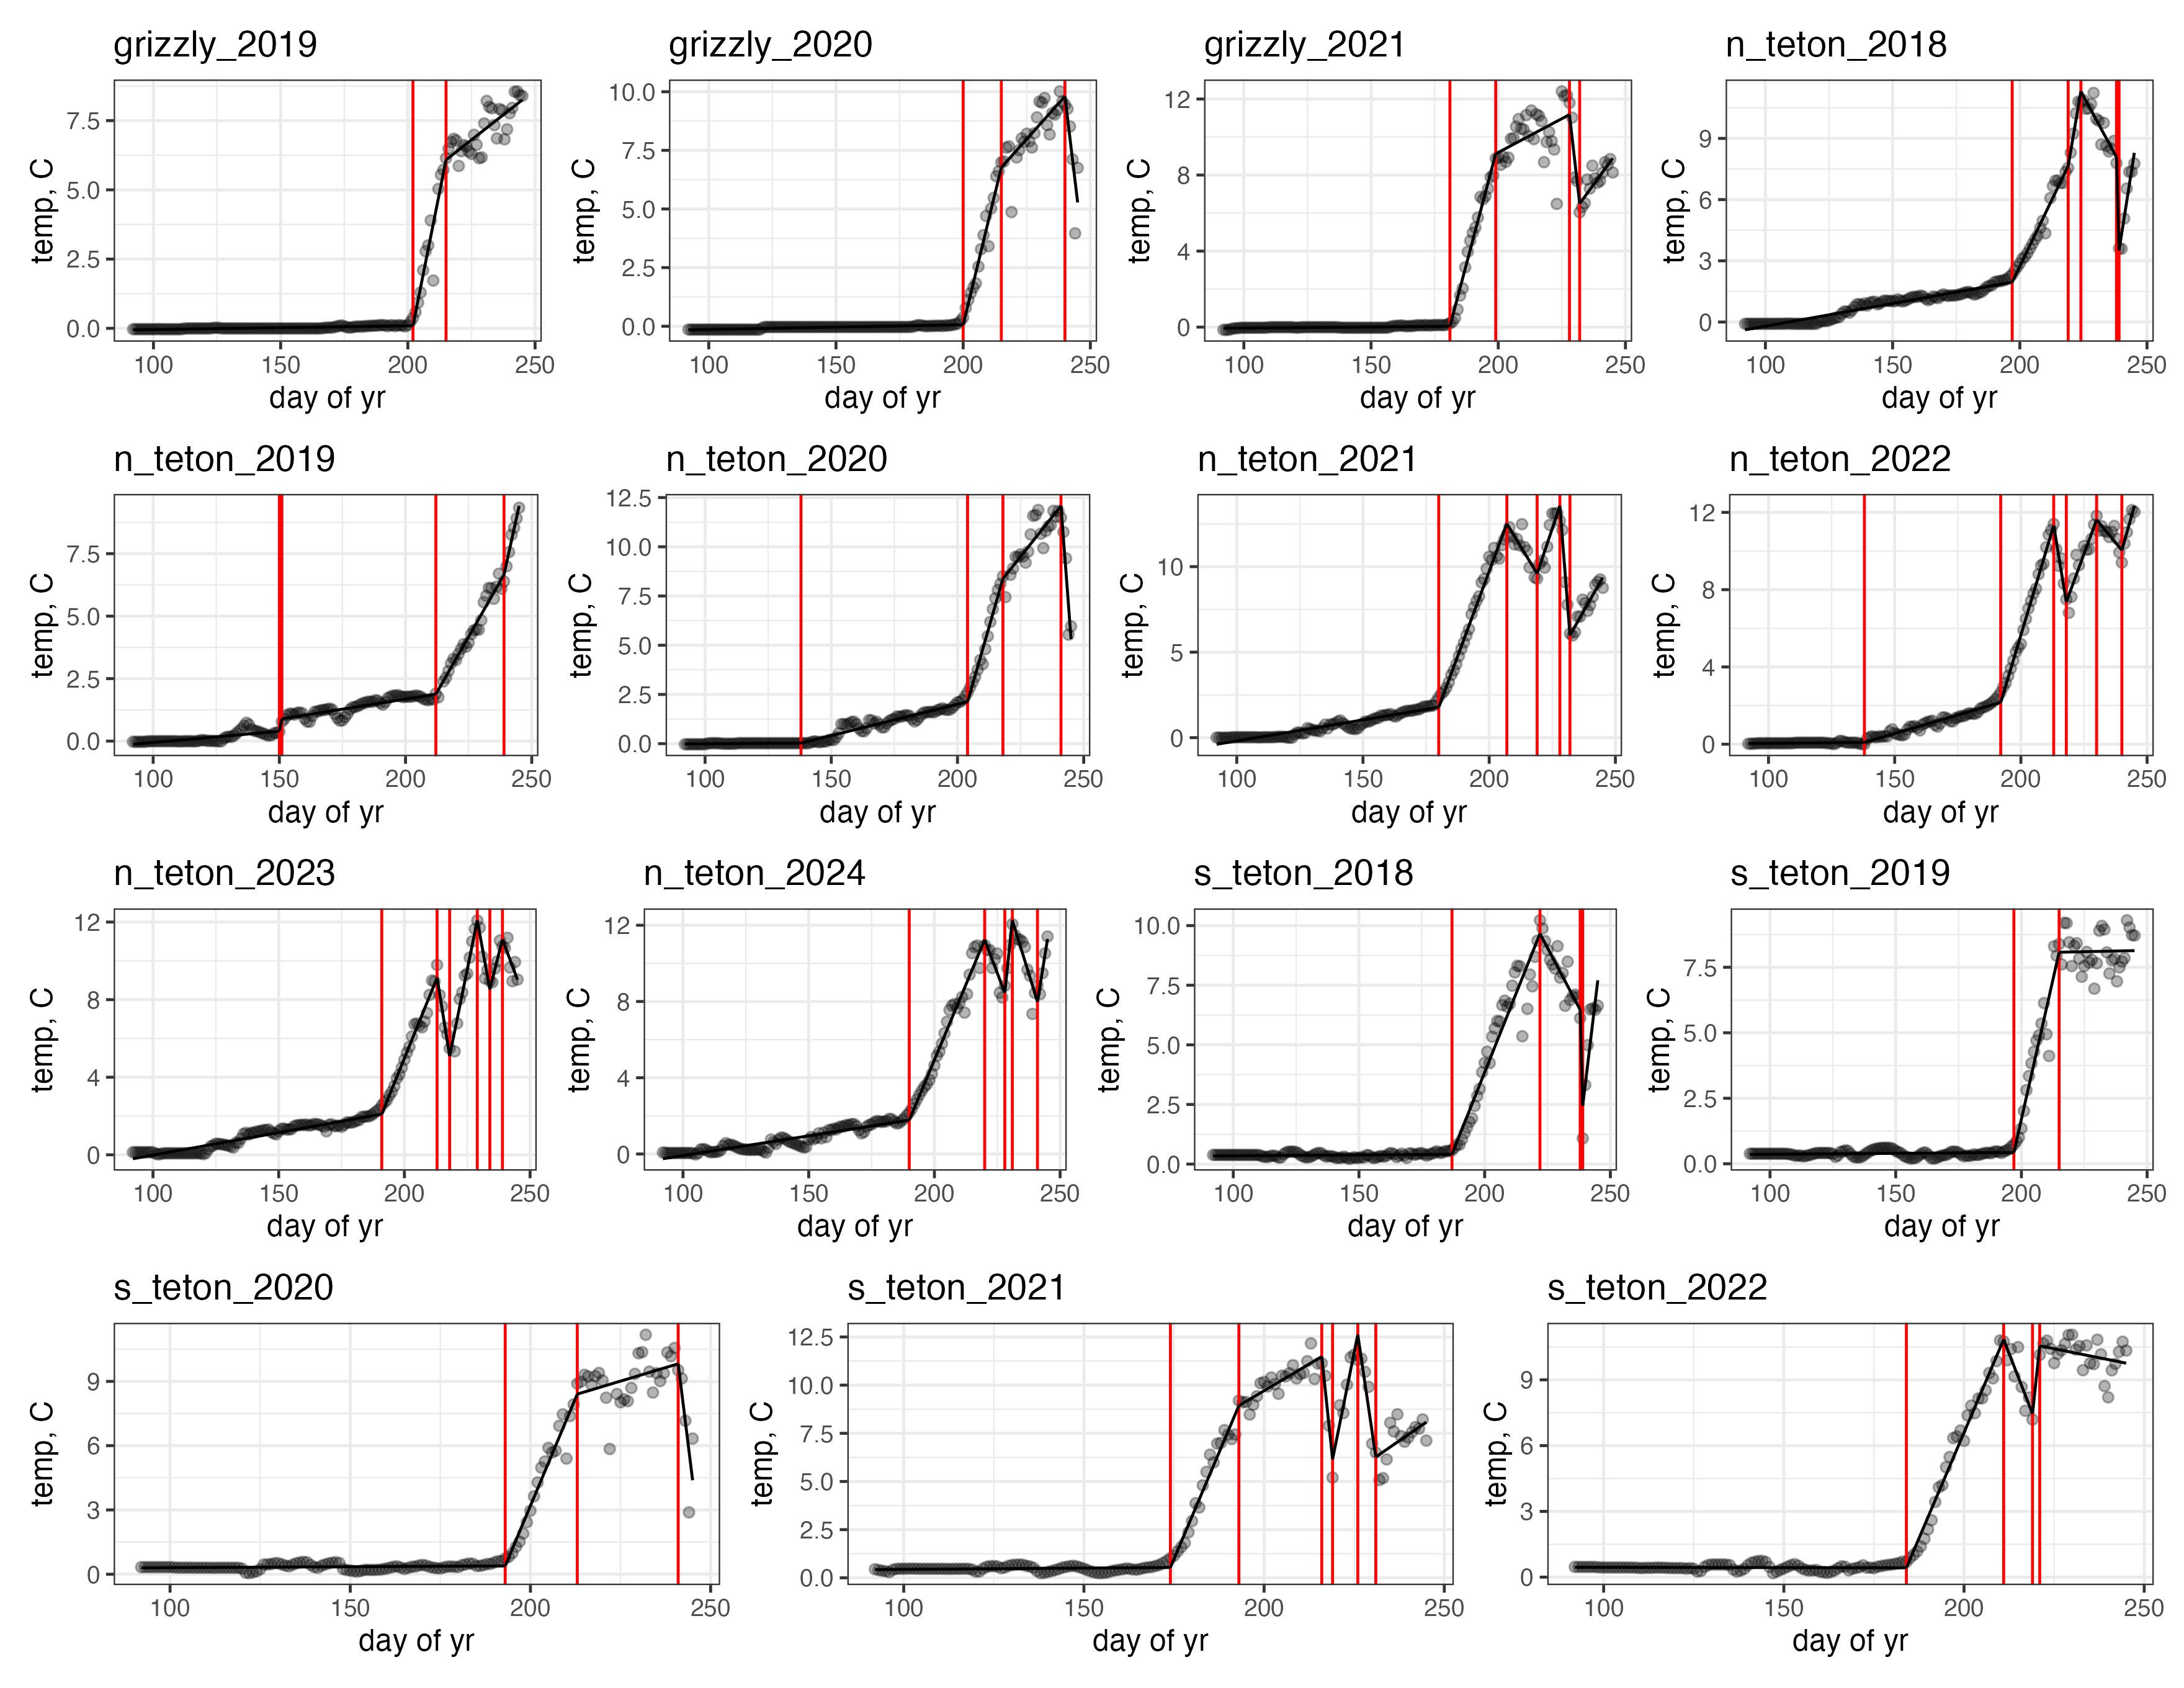 grizzly_2019
grizzly_2020
grizzly_2021
n_teton_2018
temp, C
7.5
5.0
2.5
0.0
100 150 200 250
day of yr
temp, C
10.0
7.5
5.0
2.5
0.0
100 150 200 250
day of yr
temp, C
12
8
4
0
100 150 200 250
day of yr
temp, C
9
6
3
0
100 150 200 250
day of yr
n_teton_2019
n_teton_2020
n_teton_2021
n_teton_2022
temp, C
7.5
5.0
2.5
0.0
100 150 200 250
day of yr
temp, C
12.5
10.0
7.5
5.0
2.5
0.0
100 150 200 250
day of yr
temp, C
10
5
0
100 150 200 250
day of yr
temp, C
12
8
4
0
100 150 200 250
day of yr
n_teton_2023
n_teton_2024
s_teton_2018
s_teton_2019
temp, C
12
8
4
0
100 150 200 250
day of yr
temp, C
12
8
4
0
100 150 200 250
day of yr
temp, C
10.0
7.5
5.0
2.5
0.0
100 150 200 250
day of yr
temp, C
7.5
5.0
2.5
0.0
100 150 200 250
day of yr
s_teton_2020
s_teton_2021
s_teton_2022
temp, C
9
6
3
0
100 150 200 250
day of yr
temp, C
12.5
10.0
7.5
5.0
2.5
0.0
100 150 200 250
day of yr
temp, C
9
6
3
0
100 150 200 250
day of yr